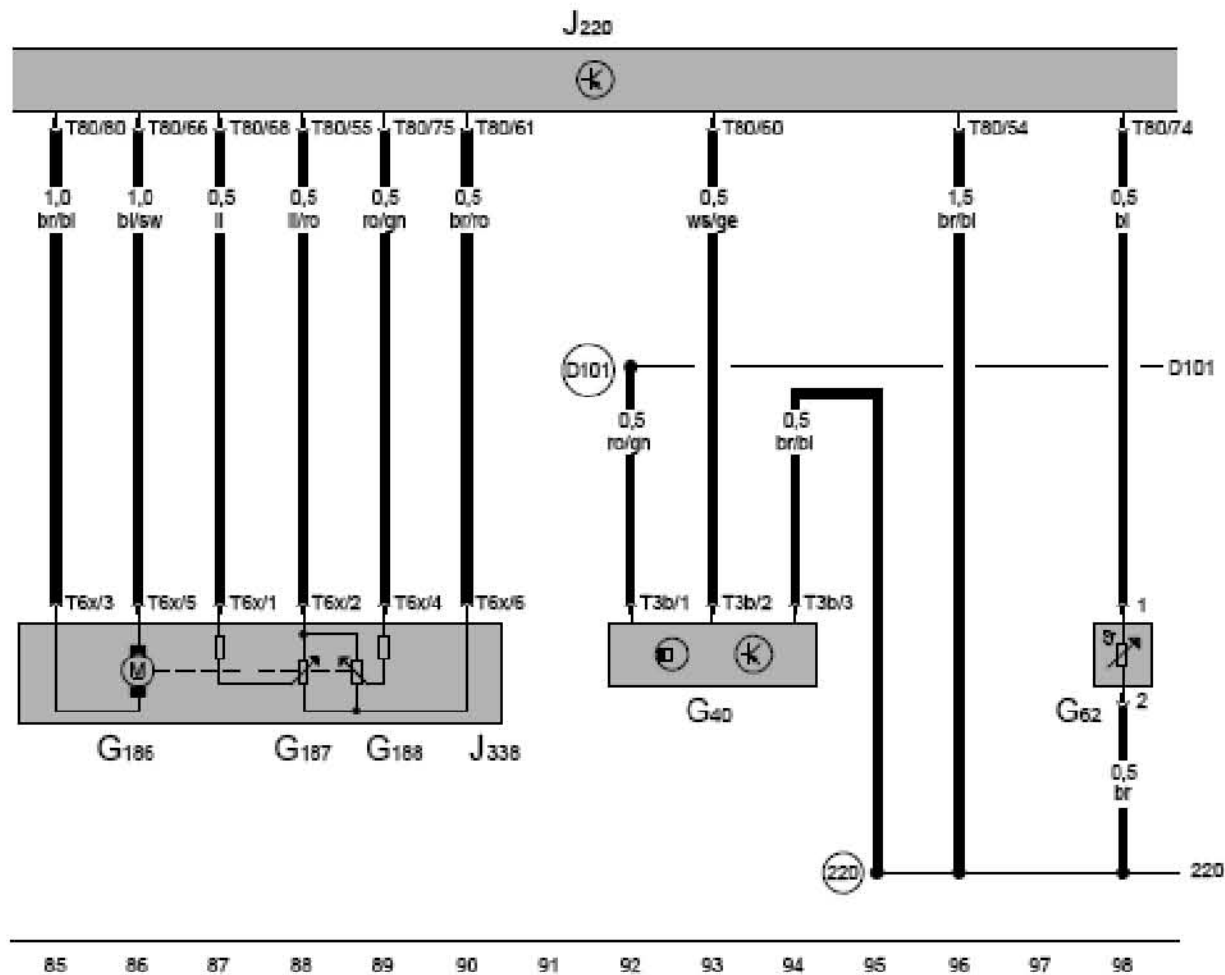 J220
T80/80 T80/66 T80/68 T80/55 T80/75 T80/61 T80/60 T80/54 T80/74
1,0 1,0 0,5 0,5 0,5 0,5 0,5 1,5 0,5
br/bl bl/sw li li/ro ro/gn br/ro ws/ge br/bl bl
D101 D101
0,5 0,5
ro/gn br/bl
T6x/3 T6x/5 T6x/1 T6x/2 T6x/4 T6x/6 T3b/1 T3b/2 T3b/3 1
M
2
G186 G187 G188 J338 G40 G62
0,5
br
220 220
85 86 87 88 89 90 91 92 93 94 95 96 97 98